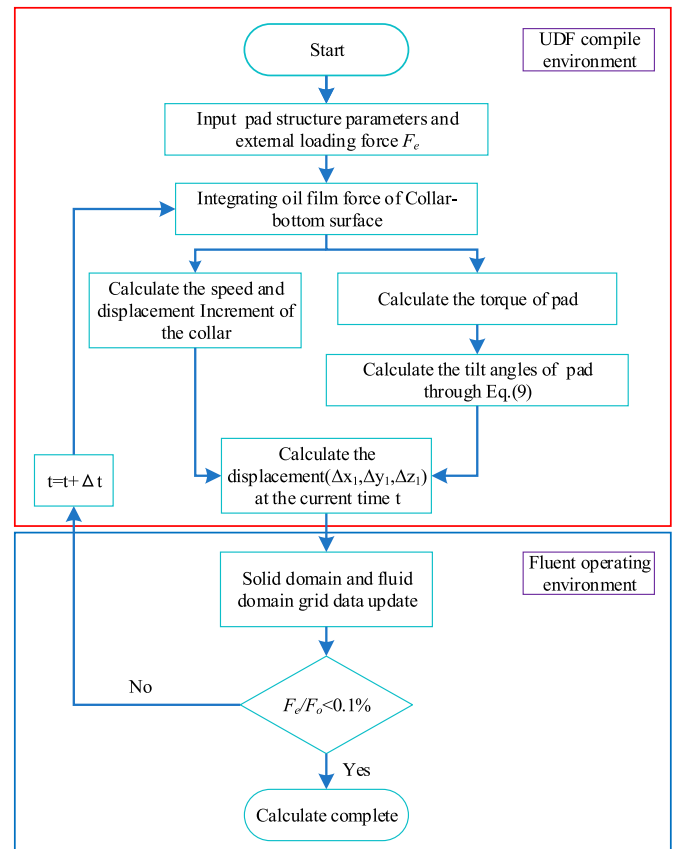 Start
UDF compile
environment
Input pad structure parameters and
external loading force Fₑ
Integrating oil film force of Collar-
bottom surface
Calculate the speed and
displacement Increment of
the collar
Calculate the torque of pad
Calculate the tilt angles of pad
through Eq.(9)
Calculate the
displacement(Δx₁,Δy₁,Δz₁)
at the current time t
t=t+Δt
Solid domain and fluid
domain grid data update
Fluent operating
environment
No
Fₑ/Fₒ<0.1%
Yes
Calculate complete